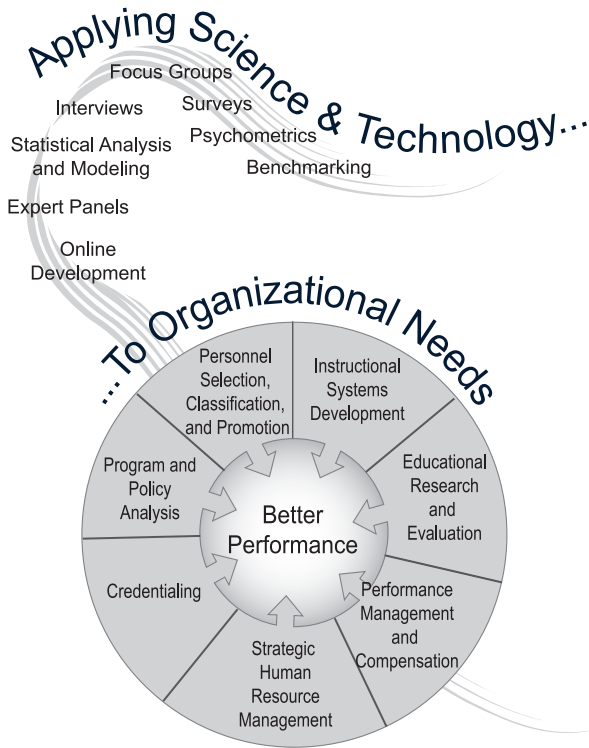 Applying Science & Technology...
Focus Groups
Interviews
Surveys
Psychometrics
Statistical Analysis
and Modeling
Benchmarking
Expert Panels
Online
Development
...To Organizational Needs
Personnel
Selection,
Classification,
and Promotion
Instructional
Systems
Development
Educational
Research
and
Evaluation
Performance
Management
and
Compensation
Strategic
Human
Resource
Management
Credentialing
Program and
Policy
Analysis
Better
Performance